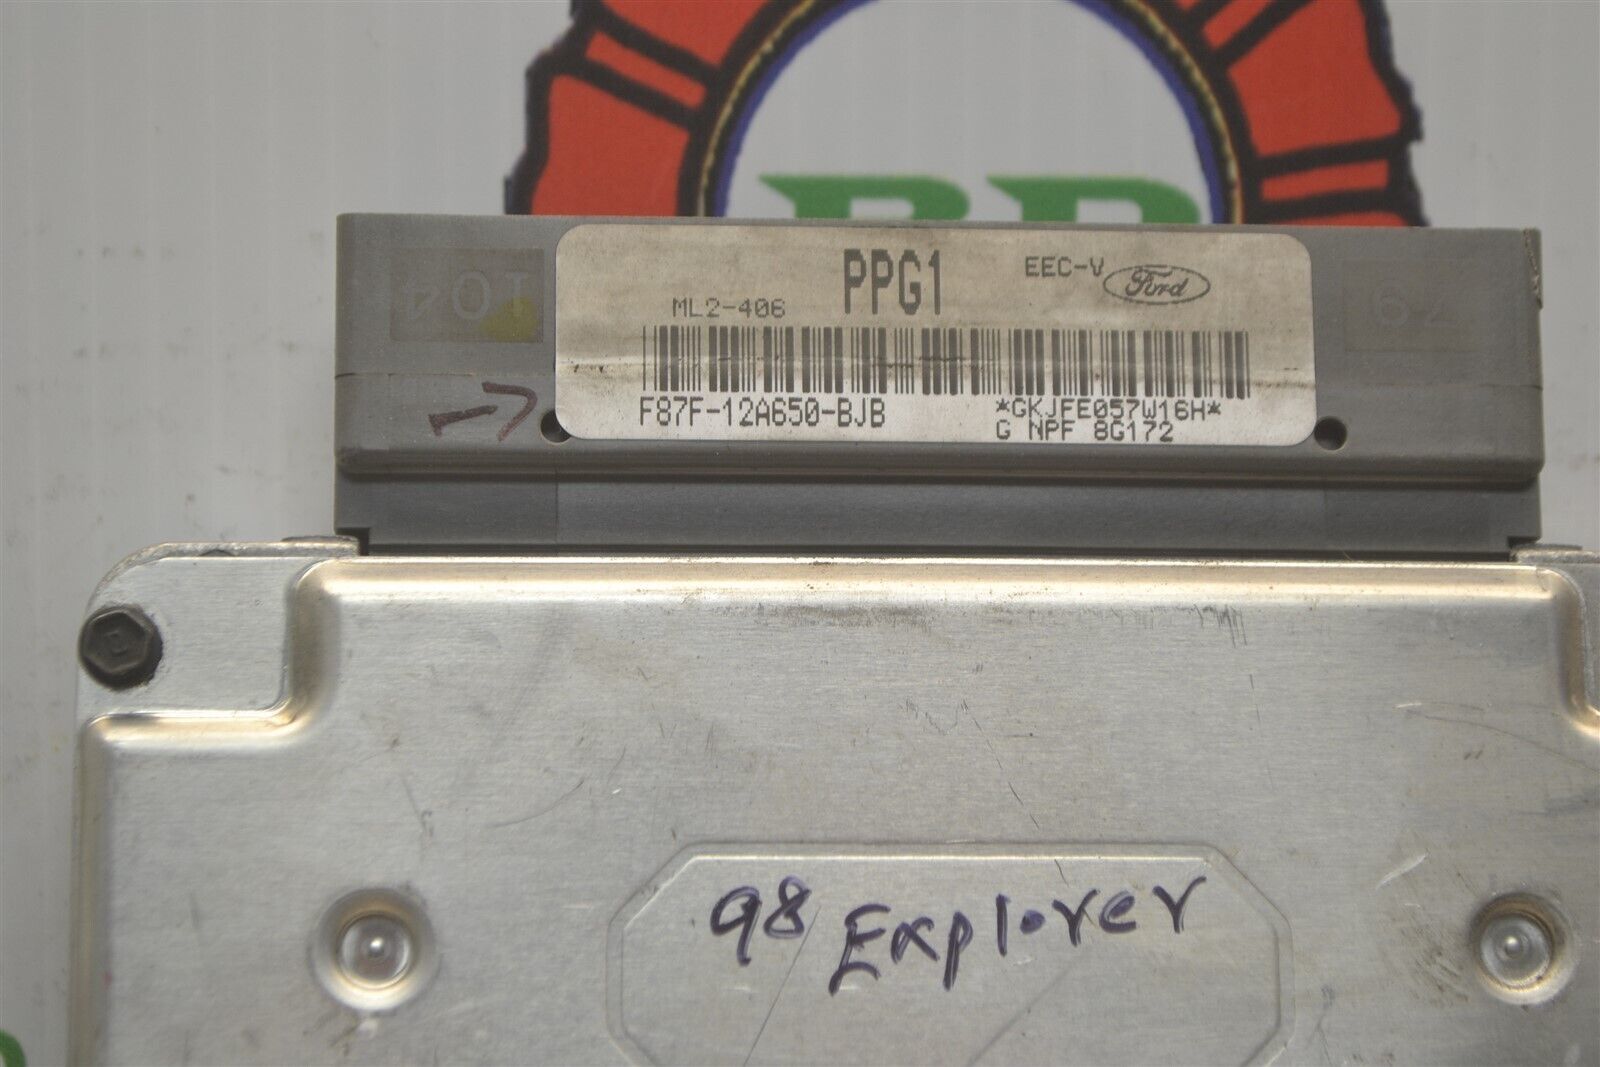 PPG1
EEC-V Ford
ML2-406
F87F-12A650-BJB
*GKJFE057W16H*
G NPF 8G172
98 Explorer